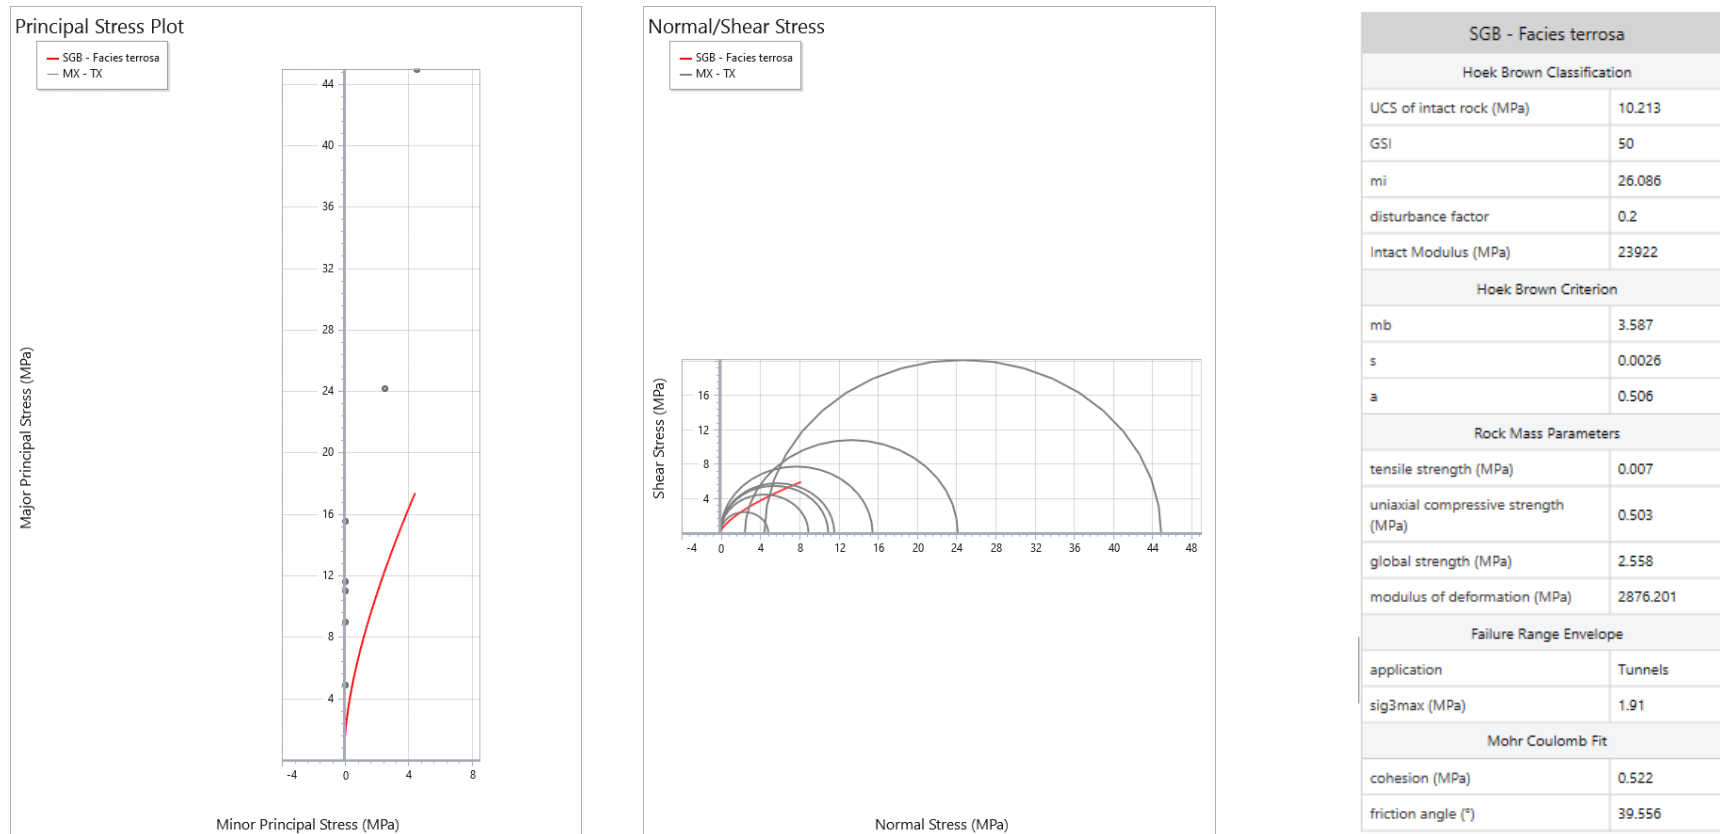 Principal Stress Plot
SGB - Facies terrosa
MX - TX
44
40
36
32
28
24
20
16
12
8
4
-4 0 4 8
Major Principal Stress (MPa)
Minor Principal Stress (MPa)
Normal/Shear Stress
SGB - Facies terrosa
MX - TX
16
12
8
4
-4 0 4 8 12 16 20 24 28 32 36 40 44 48
Shear Stress (MPa)
Normal Stress (MPa)
SGB - Facies terrosa
Hoek Brown Classification
UCS of intact rock (MPa) 10.213
GSI 50
mi 26.086
disturbance factor 0.2
Intact Modulus (MPa) 23922
Hoek Brown Criterion
mb 3.587
s 0.0026
a 0.506
Rock Mass Parameters
tensile strength (MPa) 0.007
uniaxial compressive strength
(MPa) 0.503
global strength (MPa) 2.558
modulus of deformation (MPa) 2876.201
Failure Range Envelope
application Tunnels
sig3max (MPa) 1.91
Mohr Coulomb Fit
cohesion (MPa) 0.522
friction angle (°) 39.556